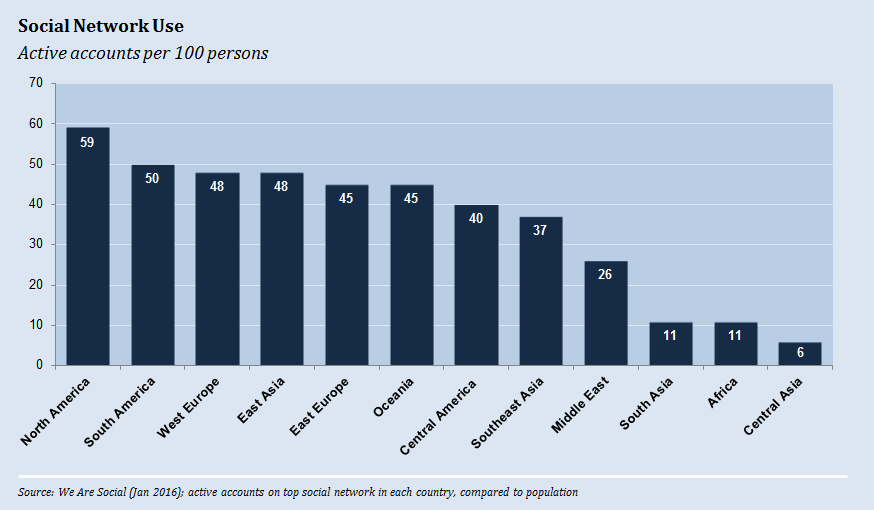 Social Network Use
Active accounts per 100 persons
70
60
50
40
30
20
10
0
59
50
48
48
45
45
40
37
26
11
11
6
North America
South America
West Europe
East Asia
East Europe
Oceania
Central America
Southeast Asia
Middle East
South Asia
Africa
Central Asia
Source: We Are Social (Jan 2016); active accounts on top social network in each country, compared to population